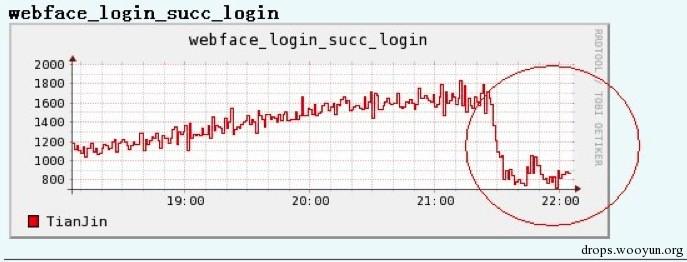 webface_login_succ_login
webface_login_succ_login
2000
1800
1600
1400
1200
1000
800
19:00
20:00
21:00
22:00
TianJin
RRDTOOL / TOBI OETIKER
drops.wooyun.org